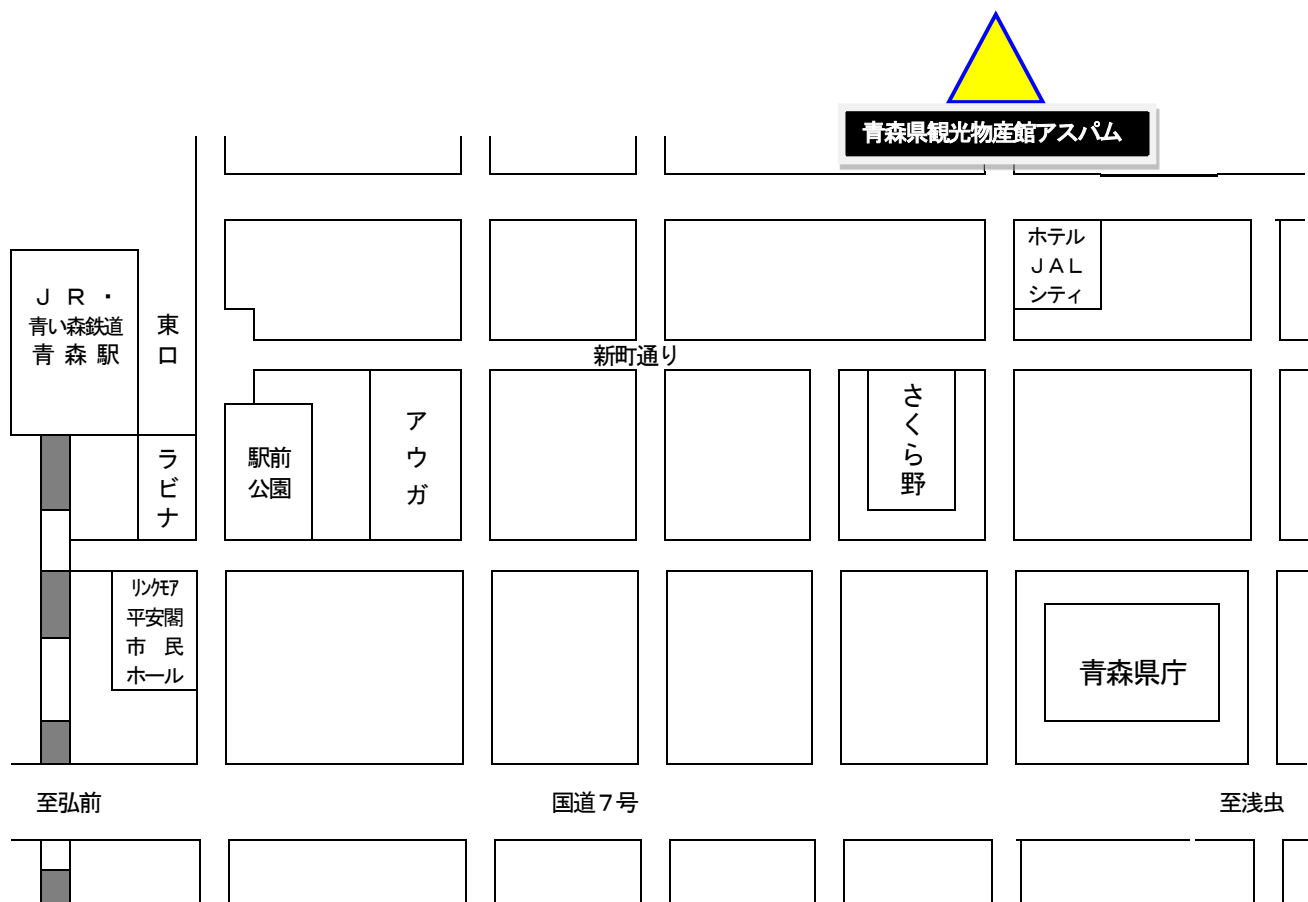 青森県観光物産館アスパム
ホテル
ＪＡＬ
シティ
ＪＲ・
青い森鉄道
青森駅
東口
新町通り
ラビナ
駅前
公園
アウガ
さくら野
リンクモア
平安閣
市民
ホール
青森県庁
至弘前
国道７号
至浅虫